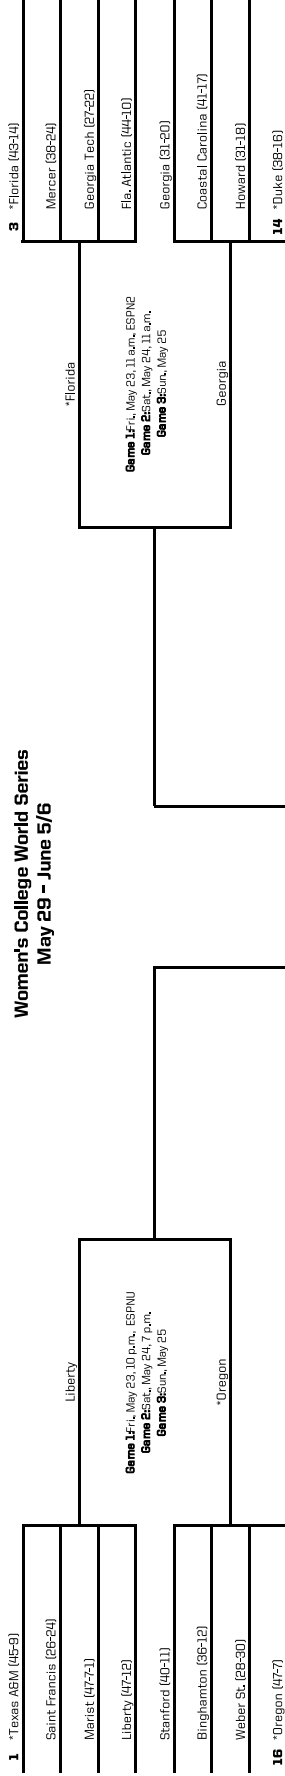 Women's College World Series
May 29 - June 5/6
1 *Texas A&M (45-9)
Saint Francis (26-24)
Marist (47-7-1)
Liberty (47-12)
Stanford (40-11)
Binghamton (36-12)
Weber St. (28-30)
16 *Oregon (47-7)
Liberty
Game 1:Fri., May 23, 10 p.m., ESPNU
Game 2:Sat., May 24, 7 p.m.
Game 3:Sun., May 25
*Oregon
3 *Florida (43-14)
Mercer (38-24)
Georgia Tech (27-22)
Fla. Atlantic (44-10)
Georgia (31-20)
Coastal Carolina (41-17)
Howard (31-18)
14 *Duke (38-16)
*Florida
Game 1:Fri., May 23, 11 a.m., ESPN2
Game 2:Sat., May 24, 11 a.m.
Game 3:Sun., May 25
Georgia